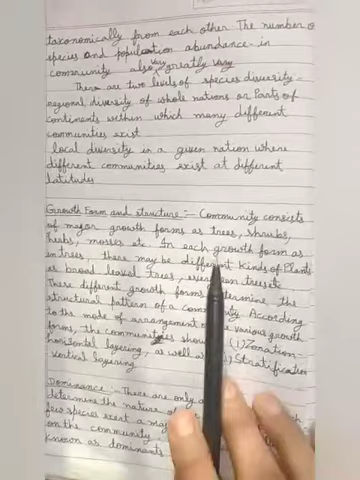 taxonomically from each other The number o
species and population abundance in
community also very greatly vary
There are two levels of species diversity -
regional diversity of whole nations or Parts of
continents within which many different
communities exist
local diversity in a given nation where
different communities exist at different
latitudes
Growth Form and structure :- Community consists
of major growth forms as trees, shrubs,
herbs, mosses etc In each growth form as
in trees, there may be different kinds of Plants
as broad leaved trees, evergreen trees etc
These different growth forms determine the
structural pattern of a community According
to the mode of arrangement of the various growth
forms, the communities show (1) Zonation -
horizontal layering, as well as (2) Stratification
vertical layering
Dominance :- There are only
determine the nature of
few species exert a
on the community
known as dominants